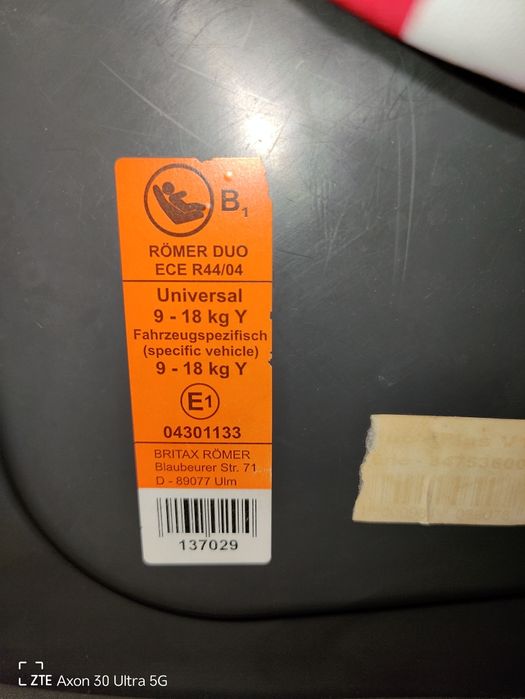 B1
RÖMER DUO
ECE R44/04
Universal
9 - 18 kg Y
Fahrzeugspezifisch
(specific vehicle)
9 - 18 kg Y
E1
04301133
BRITAX RÖMER
Blaubeurer Str. 71
D - 89077 Ulm
137029
ZTE Axon 30 Ultra 5G